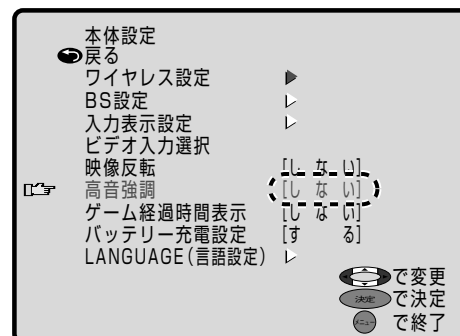 本体設定
戻る
ワイヤレス設定
BS設定
入力表示設定
ビデオ入力選択
映像反転 [しない]
高音強調 [しない]
ゲーム経過時間表示 [しない]
バッテリー充電設定 [する]
LANGUAGE(言語設定)
で変更
決定 で決定
メニュー で終了